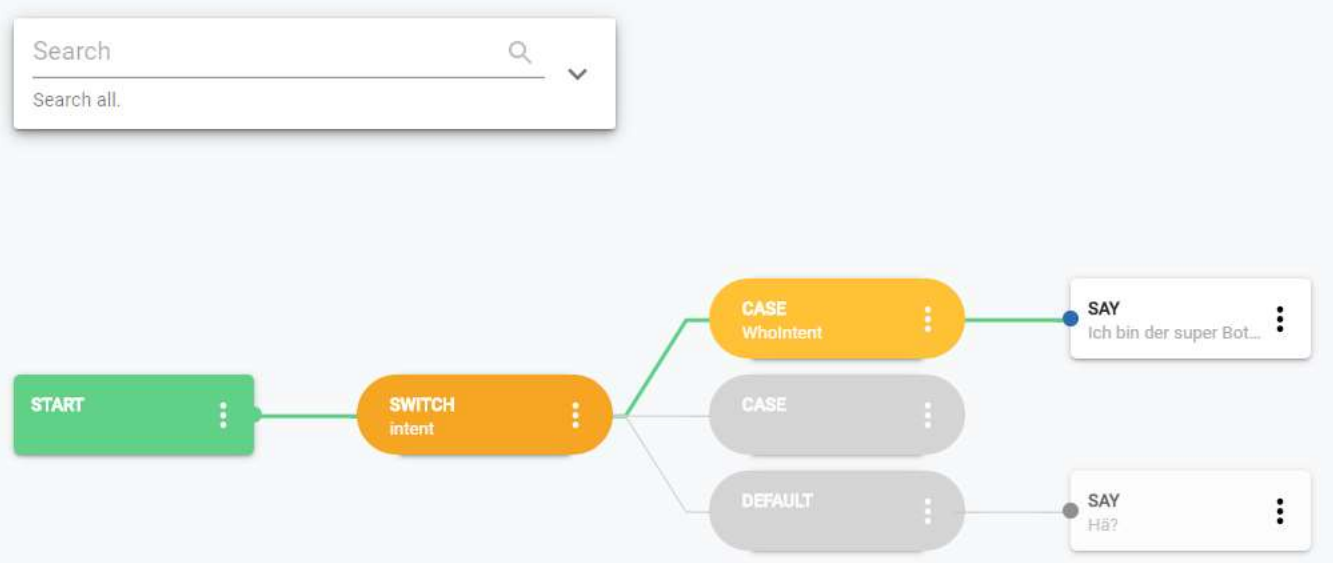 Search
Search all.
CASE
WhoIntent
SAY
Ich bin der super Bot...
START
SWITCH
intent
CASE
DEFAULT
SAY
Hä?